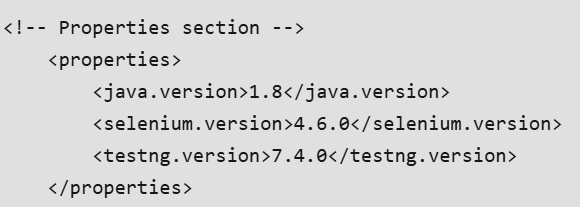 <!-- Properties section -->
<properties>
<java.version>1.8</java.version>
<selenium.version>4.6.0</selenium.version>
<testng.version>7.4.0</testng.version>
</properties>